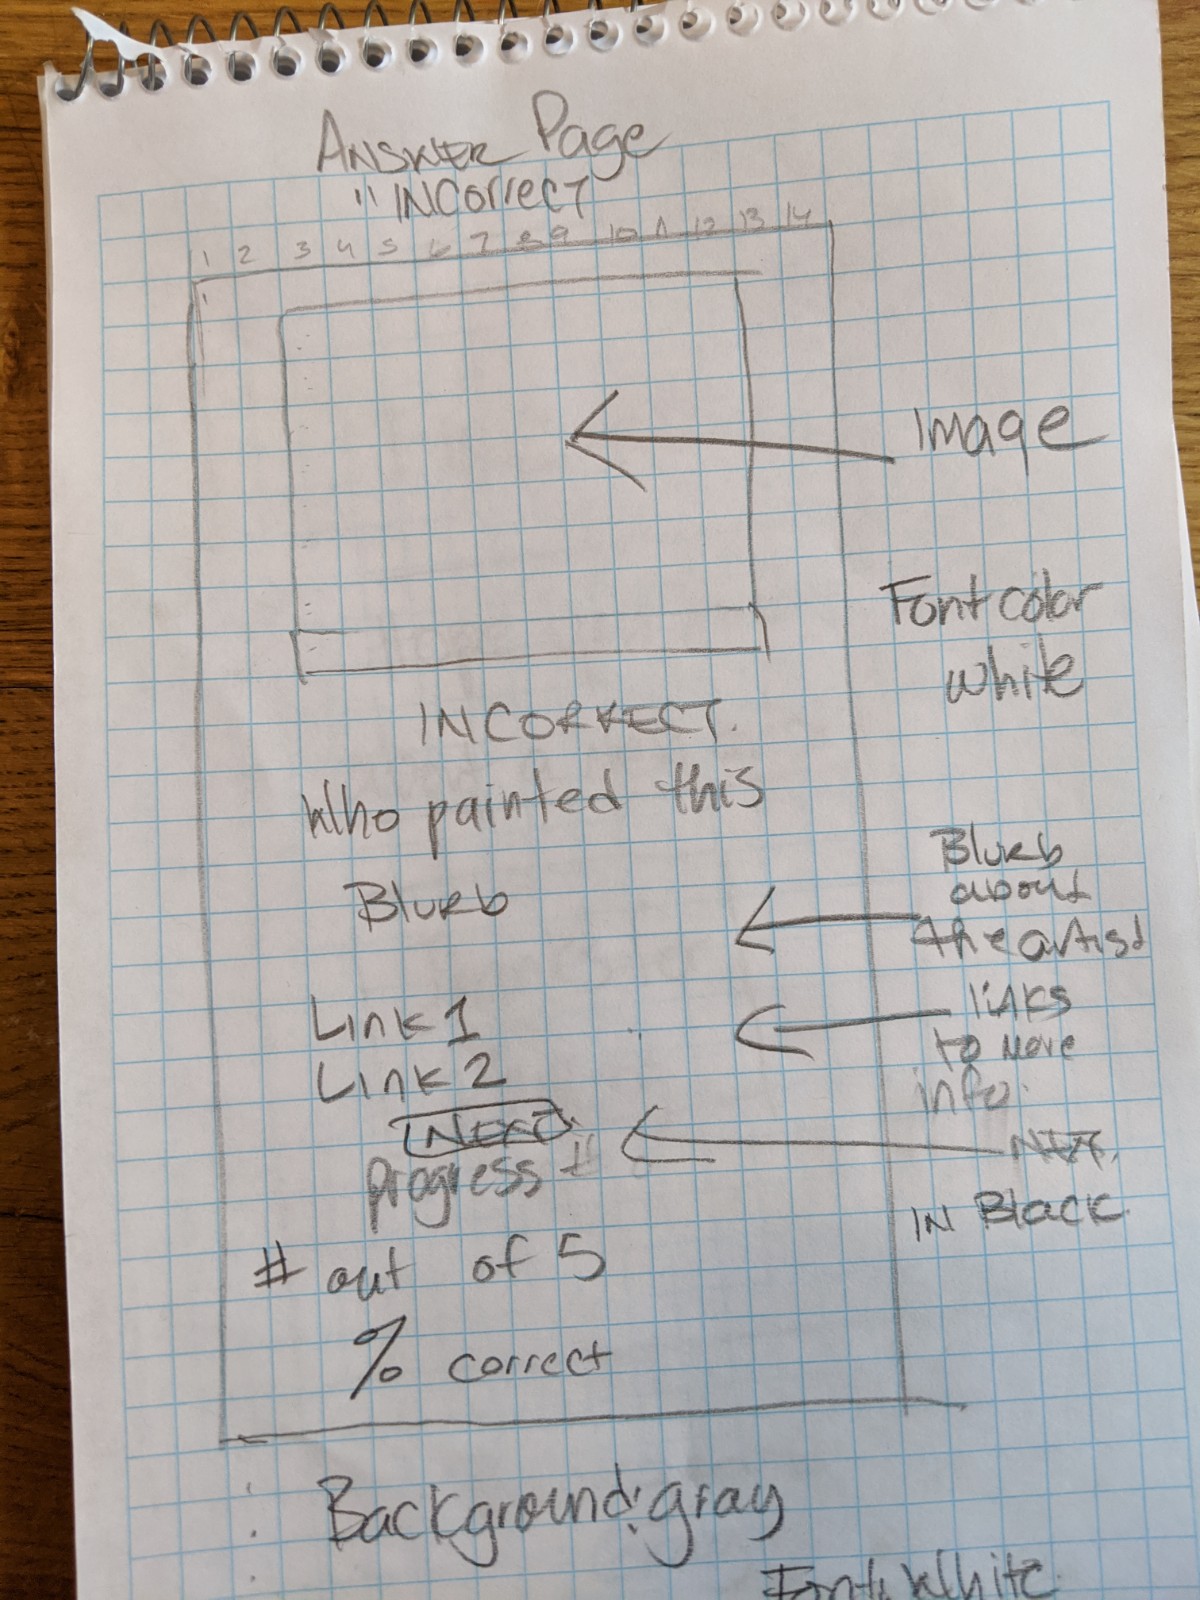 Answer Page
"Incorrect
1 2 3 4 5 6 7 8 9 10 11 12 13 14
Image
Font color
white
INCORRECT.
Who painted this
Blurb
Blurb
about
the artist
Link 1
Link 2
links
to more
info.
NEXT
NEXT.
progress #
IN Black
# out of 5
% correct
Background: gray
Font: White